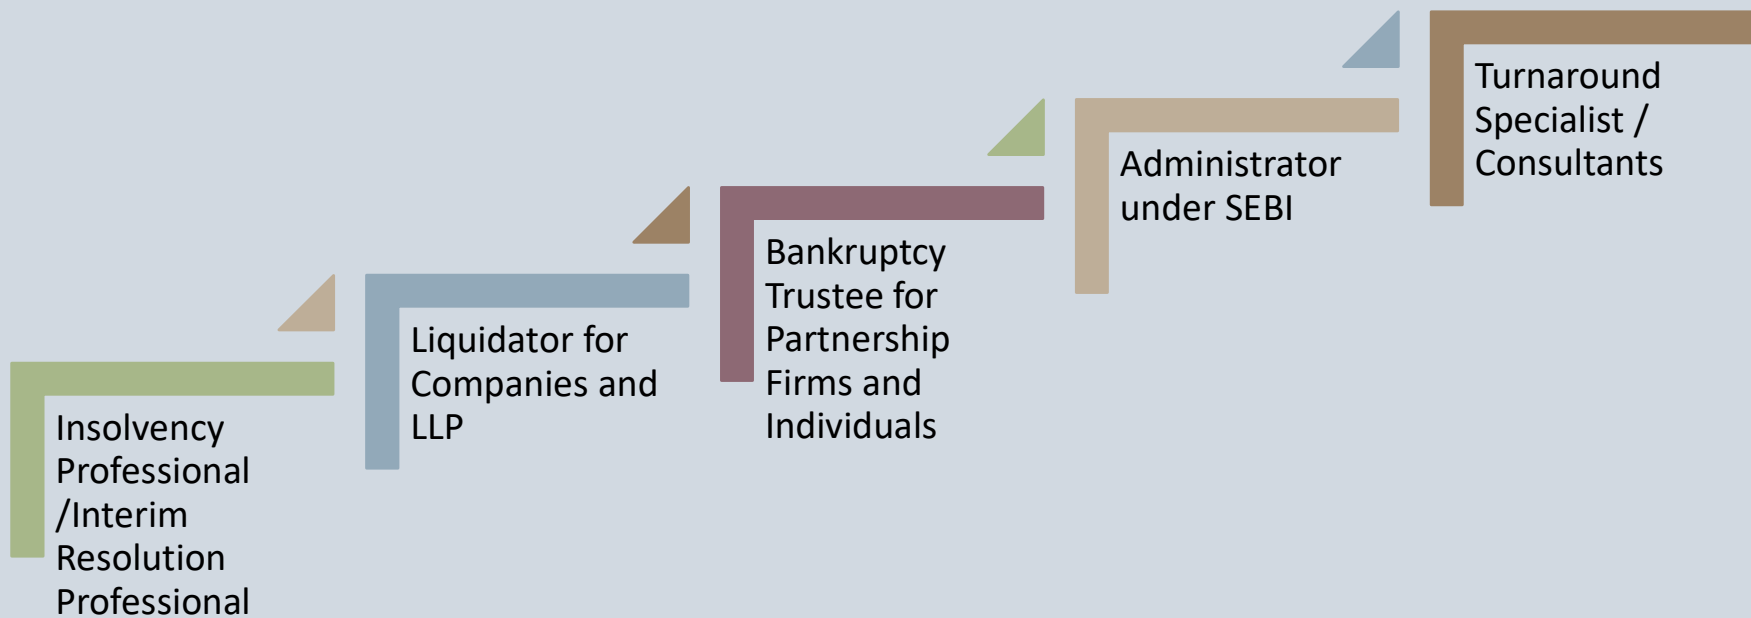 Insolvency
Professional
/Interim
Resolution
Professional
Liquidator for
Companies and
LLP
Bankruptcy
Trustee for
Partnership
Firms and
Individuals
Administrator
under SEBI
Turnaround
Specialist /
Consultants